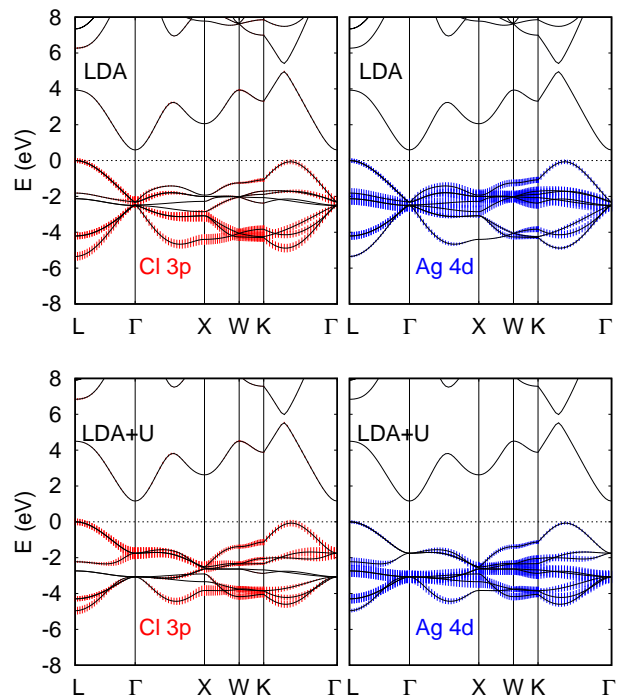 8
6
4
2
0
-2
-4
-6
8
E (eV)
LDA
Cl 3p
L Γ X W K Γ
LDA
Ag 4d
L Γ X W K Γ
8
6
4
2
0
-2
-4
-6
8
E (eV)
LDA+U
Cl 3p
L Γ X W K Γ
LDA+U
Ag 4d
L Γ X W K Γ